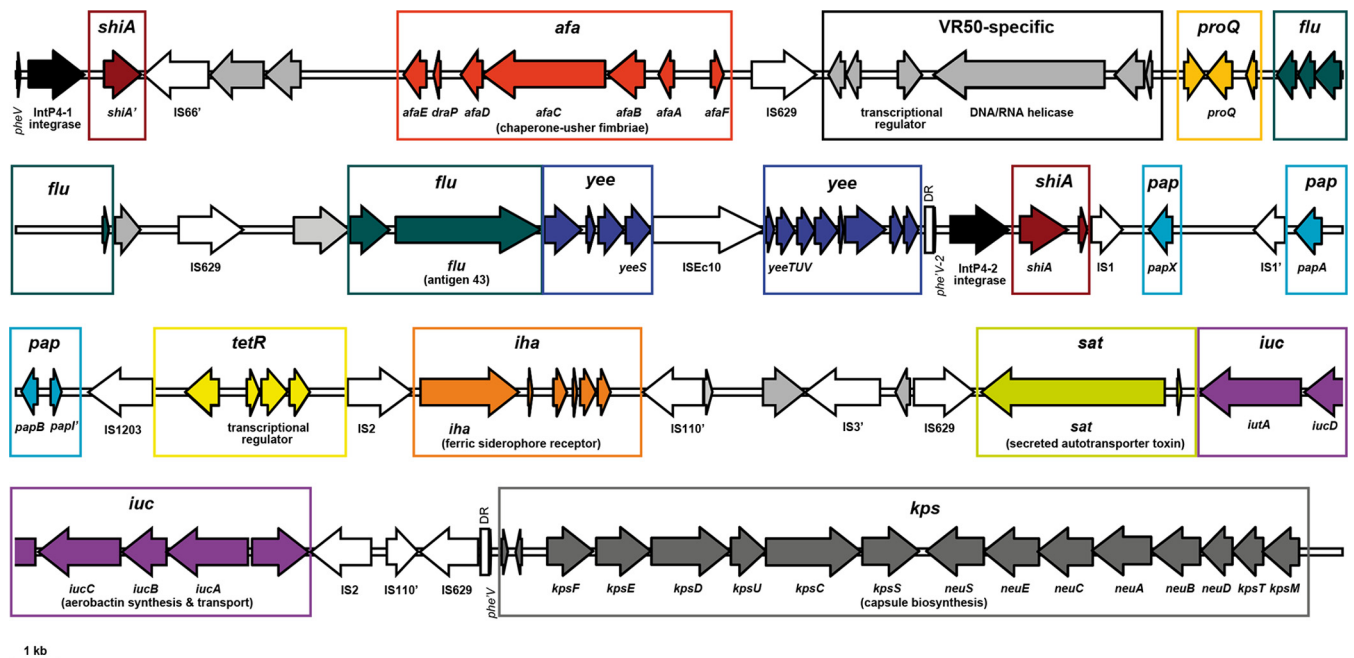 shiA afa VR50-specific proQ flu
pheV IntP4-1 integrase shiA' IS66' afaE draP afaD afaC afaB afaA afaF IS629 transcriptional regulator DNA/RNA helicase proQ
(chaperone-usher fimbriae)
flu flu yee yee DR shiA pap pap
IS629 flu yeeS ISEc10 yeeTUV phe'V-2 IntP4-2 integrase shiA IS1 papX IS1' papA
(antigen 43)
pap tetR iha sat iuc
papB papI' IS1203 transcriptional regulator IS2 iha IS110' IS3' IS629 sat iutA iucD
(ferric siderophore receptor) (secreted autotransporter toxin)
iuc DR kps
iucC iucB iucA IS2 IS110' IS629 phe'V kpsF kpsE kpsD kpsU kpsC kpsS neuS neuE neuC neuA neuB neuD kpsT kpsM
(aerobactin synthesis & transport) (capsule biosynthesis)
1 kb